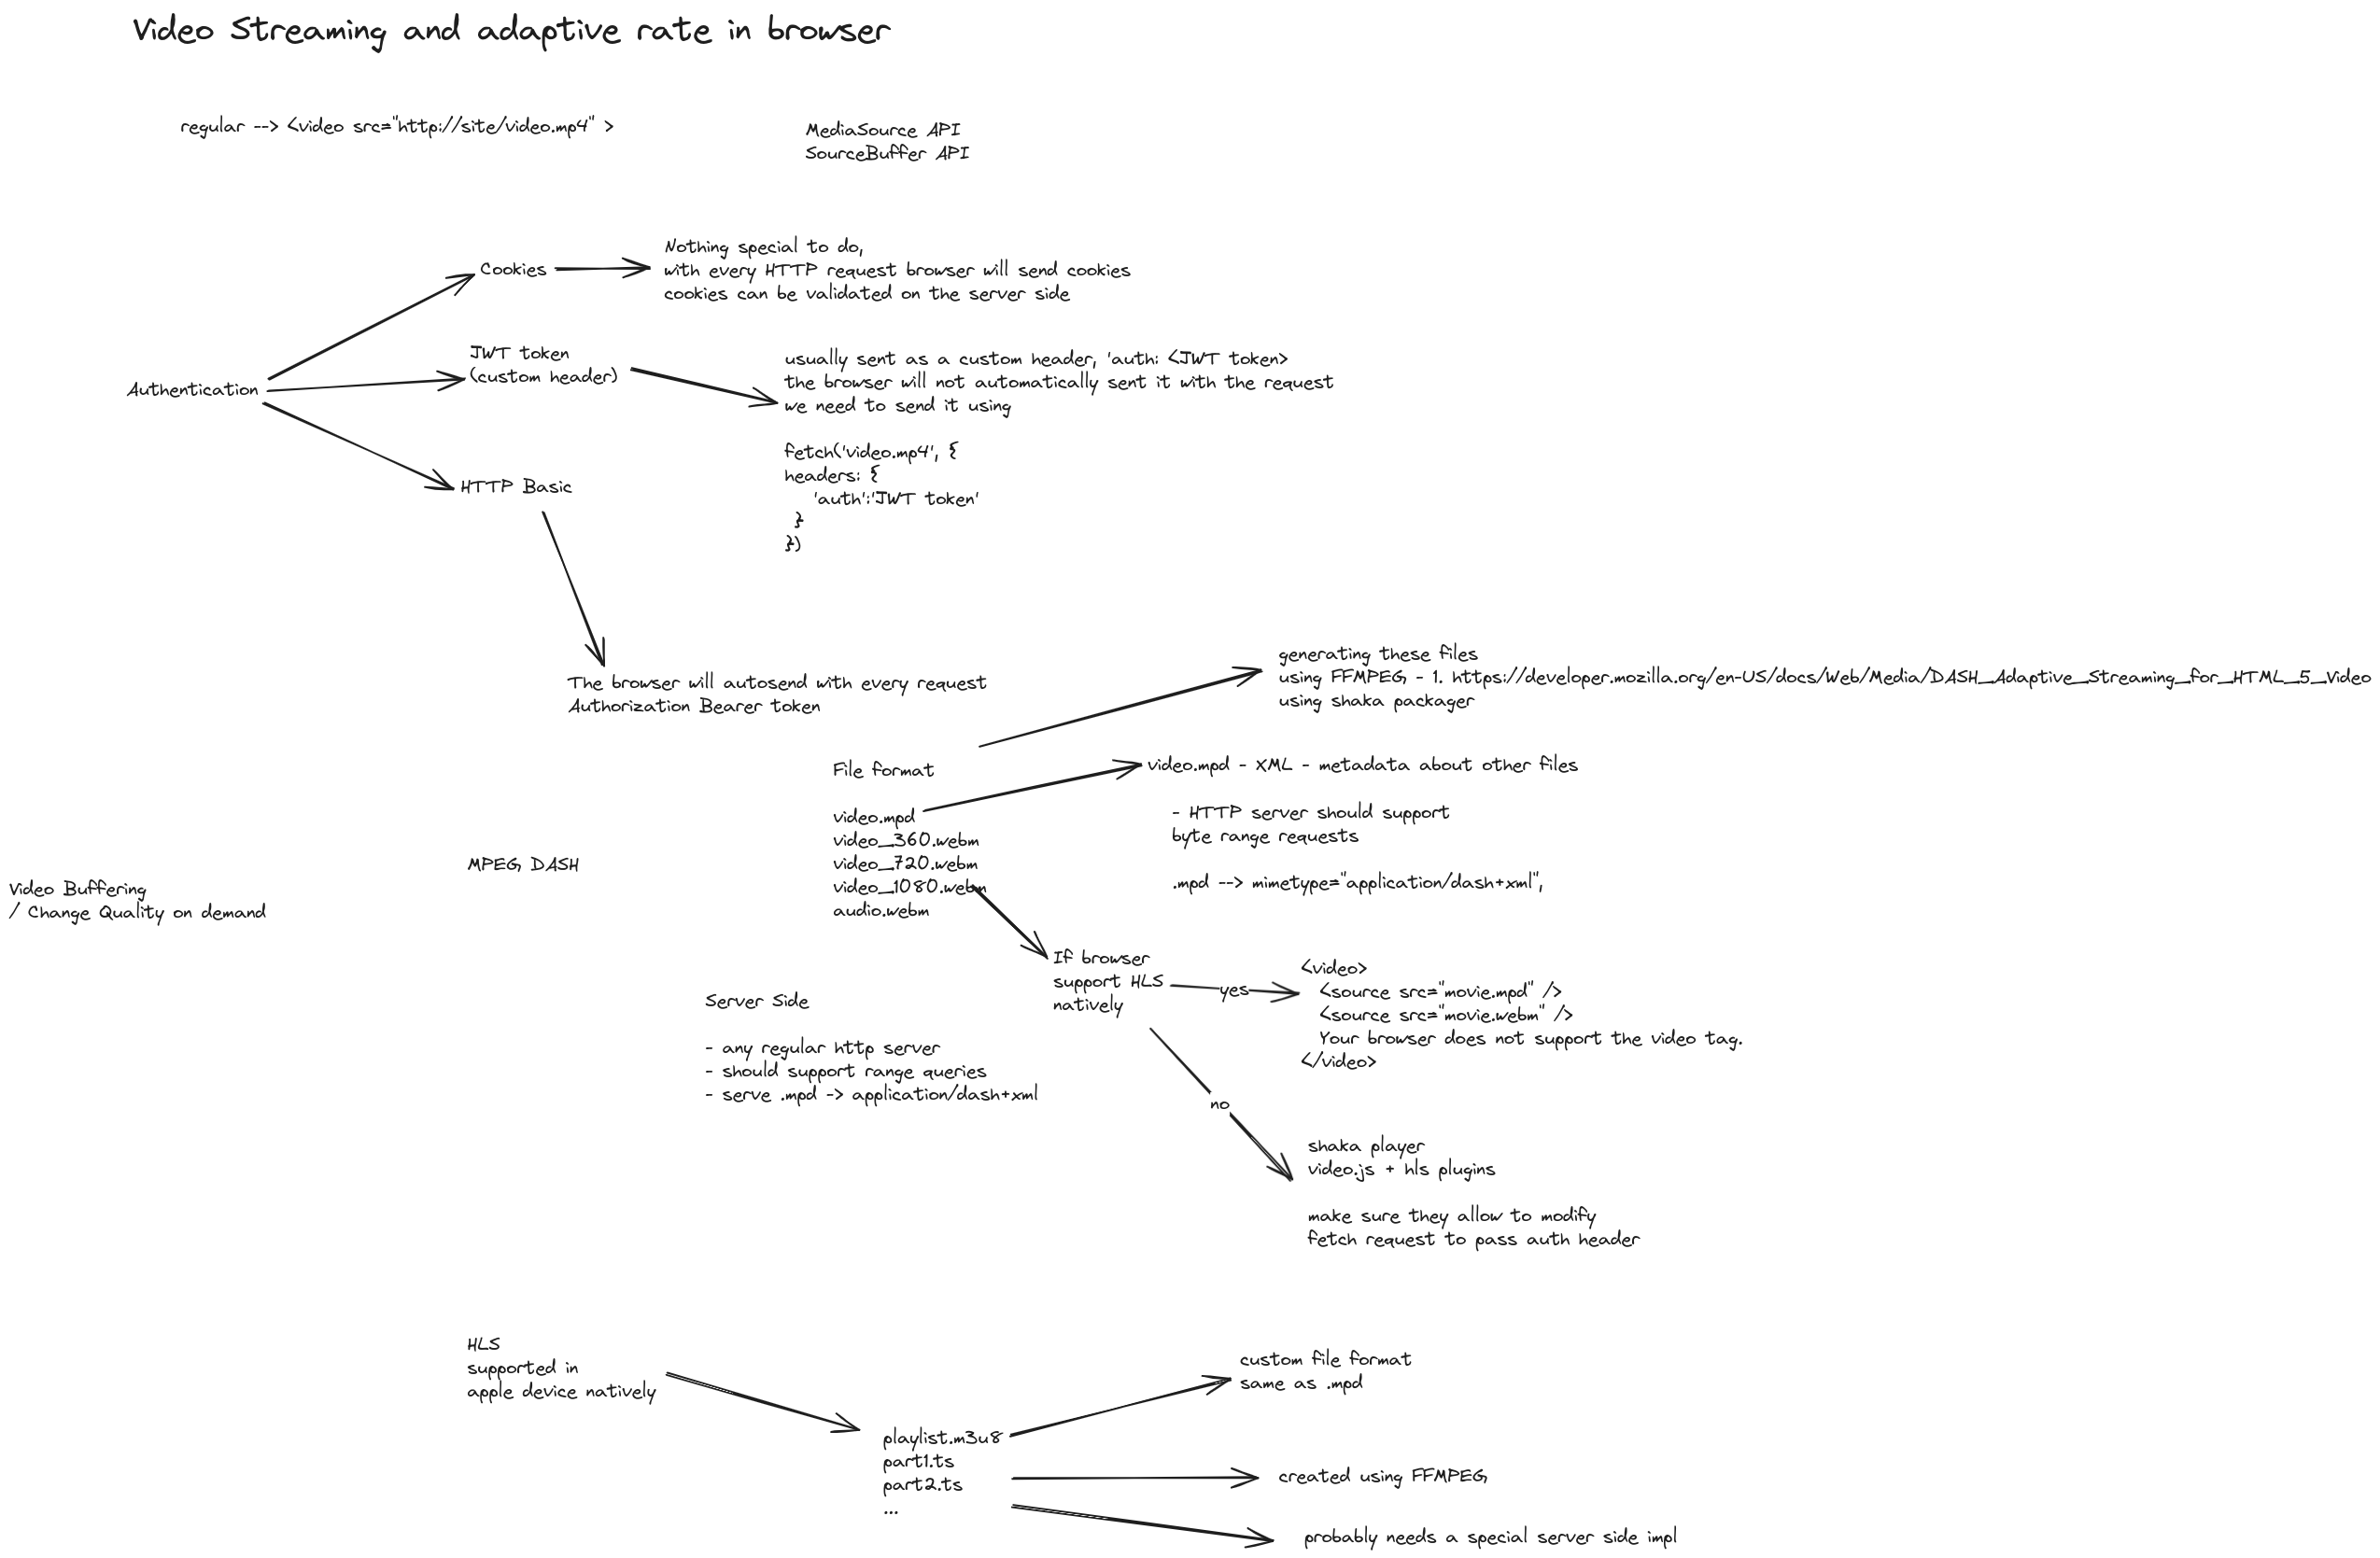 Video Streaming and adaptive rate in browser
regular --> <video src="http://site/video.mp4" >
MediaSource API
SourceBuffer API
Authentication
Cookies
Nothing special to do,
with every HTTP request browser will send cookies
cookies can be validated on the server side
JWT token
(custom header)
usually sent as a custom header, 'auth: <JWT token>
the browser will not automatically sent it with the request
we need to send it using
fetch('video.mp4', {
headers: {
'auth':'JWT token'
}
})
HTTP Basic
The browser will autosend with every request
Authorization Bearer token
Video Buffering
/ Change Quality on demand
MPEG DASH
File format
video.mpd
video_360.webm
video_720.webm
video_1080.webm
audio.webm
generating these files
using FFMPEG - 1. https://developer.mozilla.org/en-US/docs/Web/Media/DASH_Adaptive_Streaming_for_HTML_5_Video
using shaka packager
video.mpd - XML - metadata about other files
- HTTP server should support
byte range requests
.mpd --> mimetype="application/dash+xml",
If browser
support HLS
natively
yes
<video>
<source src="movie.mpd" />
<source src="movie.webm" />
Your browser does not support the video tag.
</video>
no
shaka player
video.js + hls plugins
make sure they allow to modify
fetch request to pass auth header
Server Side
- any regular http server
- should support range queries
- serve .mpd -> application/dash+xml
HLS
supported in
apple device natively
playlist.m3u8
part1.ts
part2.ts
...
custom file format
same as .mpd
created using FFMPEG
probably needs a special server side impl